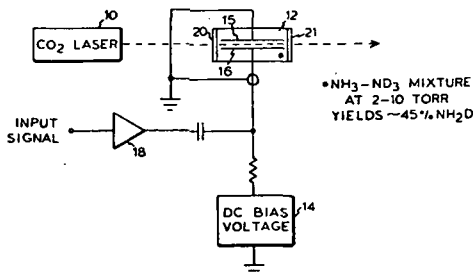 10
CO2 LASER
20
15
16
12
21
•NH3-ND3 MIXTURE
AT 2-10 TORR
YIELDS ~45% NH2D
INPUT
SIGNAL
18
DC BIAS
VOLTAGE
14